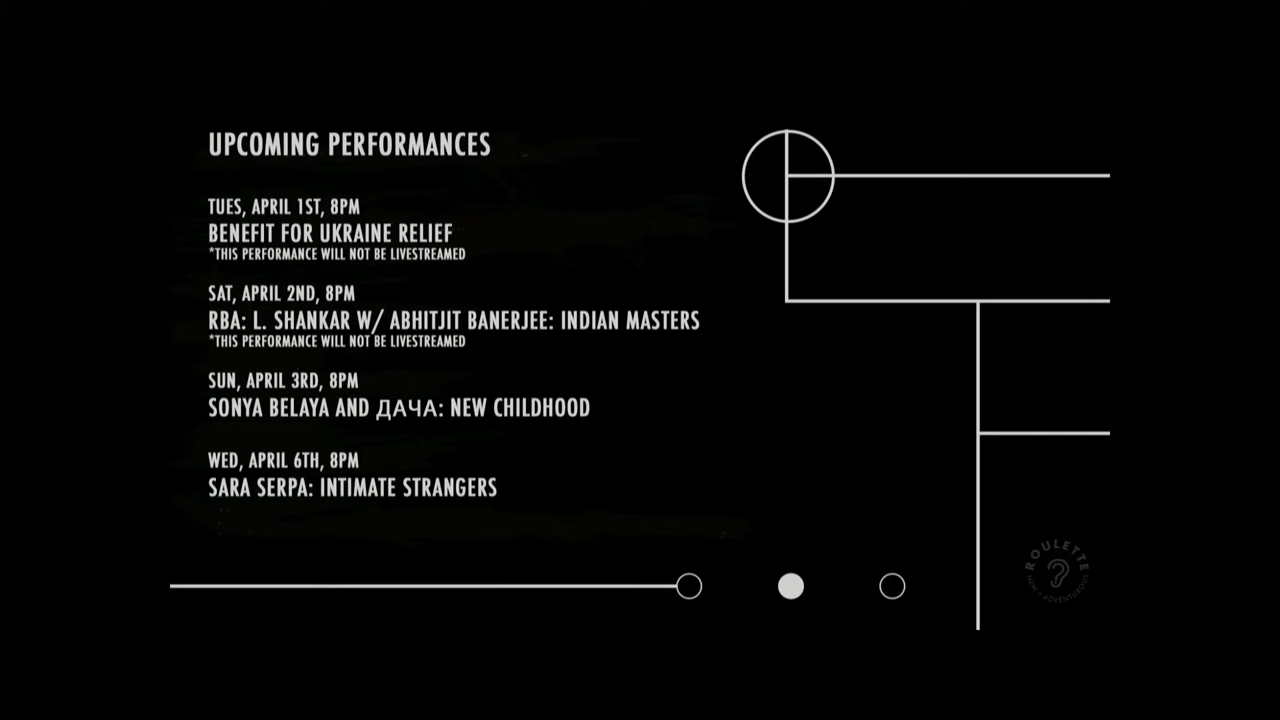 UPCOMING PERFORMANCES
TUES, APRIL 1ST, 8PM
BENEFIT FOR UKRAINE RELIEF
*THIS PERFORMANCE WILL NOT BE LIVESTREAMED
SAT, APRIL 2ND, 8PM
RBA: L. SHANKAR W/ ABHITJIT BANERJEE: INDIAN MASTERS
*THIS PERFORMANCE WILL NOT BE LIVESTREAMED
SUN, APRIL 3RD, 8PM
SONYA BELAYA AND ДАЧА: NEW CHILDHOOD
WED, APRIL 6TH, 8PM
SARA SERPA: INTIMATE STRANGERS
ROULETTE
NEW + ADVENTUROUS